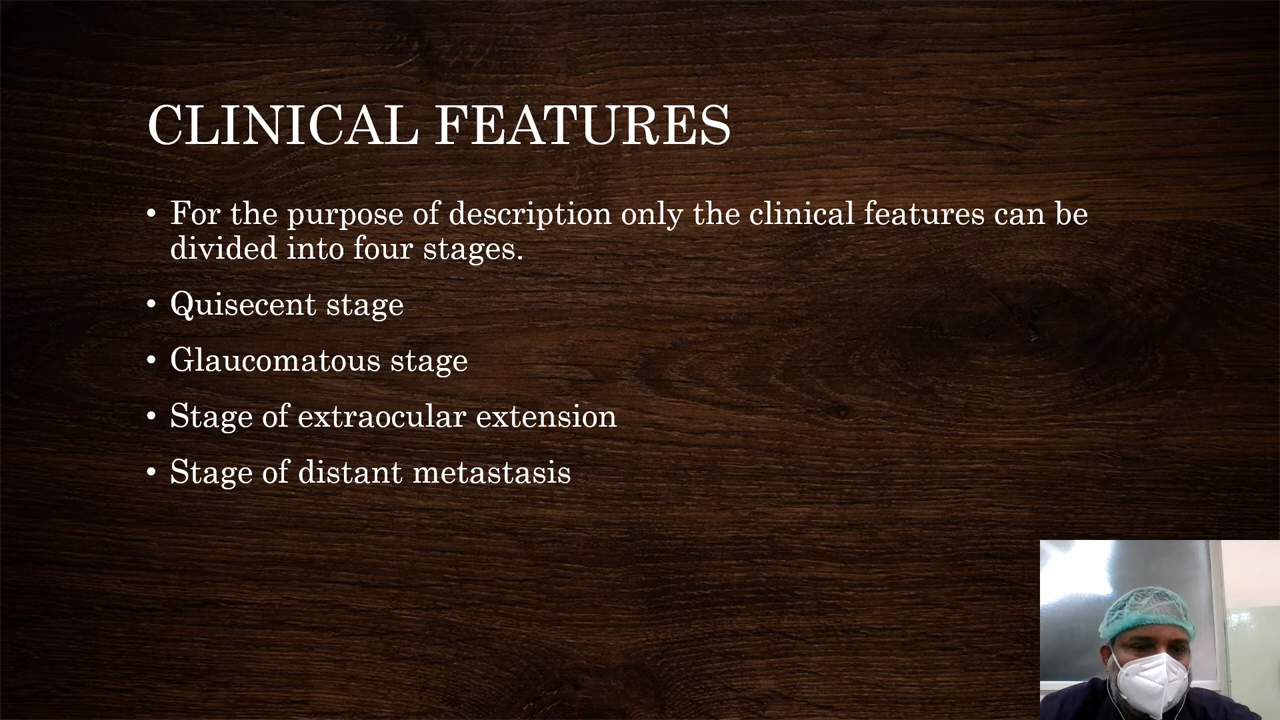 CLINICAL FEATURES
• For the purpose of description only the clinical features can be
divided into four stages.
• Quisecent stage
• Glaucomatous stage
• Stage of extraocular extension
• Stage of distant metastasis